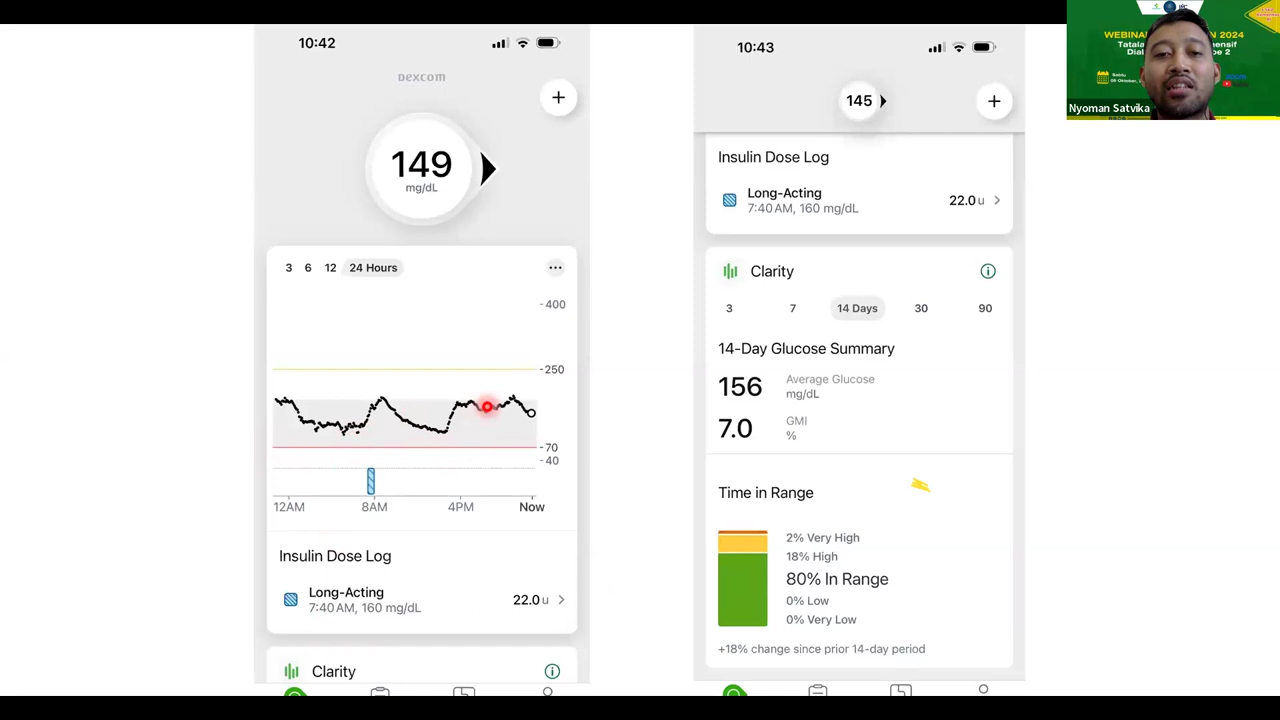 10:42
DEXCOM
+
149
mg/dL
3 6 12 24 Hours
400
250
70
40
12AM 8AM 4PM Now
Insulin Dose Log
Long-Acting
7:40 AM, 160 mg/dL
22.0 u
Clarity
10:43
145
+
Insulin Dose Log
Long-Acting
7:40 AM, 160 mg/dL
22.0 u
Clarity
3 7 14 Days 30 90
14-Day Glucose Summary
156 Average Glucose
mg/dL
7.0 GMI
%
Time in Range
2% Very High
18% High
80% In Range
0% Low
0% Very Low
+18% change since prior 14-day period
2024
2
Sabtu
Nyoman Satvika